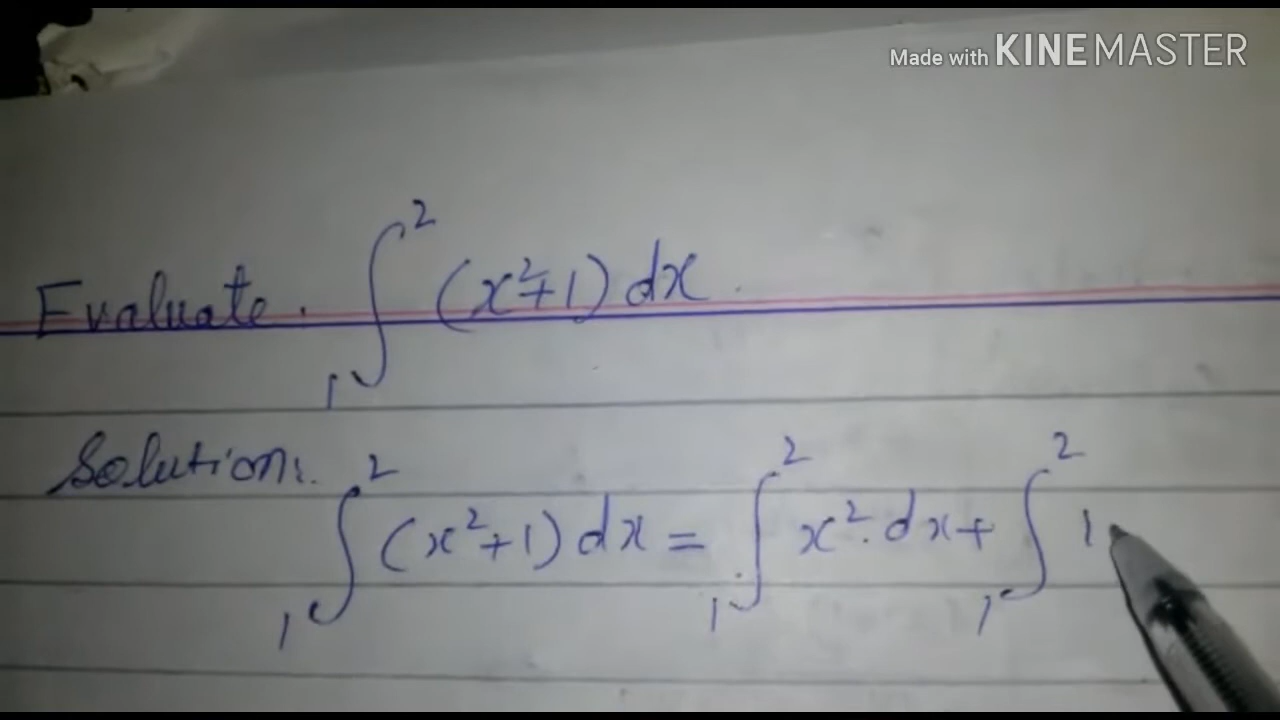 Made with KINEMASTER
Evaluate. ∫₁² (x²+1) dx.
Solution:. ∫₁² (x²+1) dx = ∫₁² x². dx + ∫₁² 1